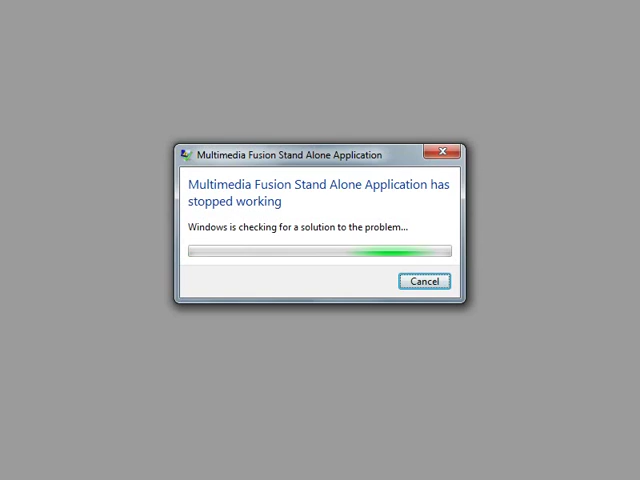 Multimedia Fusion Stand Alone Application
Multimedia Fusion Stand Alone Application has
stopped working
Windows is checking for a solution to the problem...
Cancel